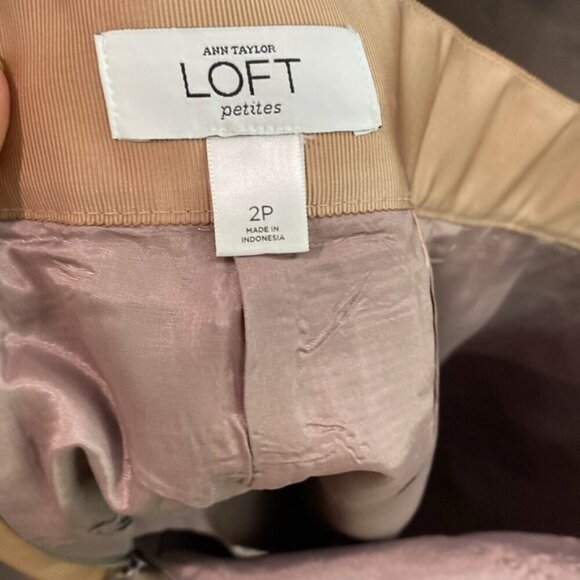 ANN TAYLOR
LOFT
petites
2P
MADE IN
INDONESIA